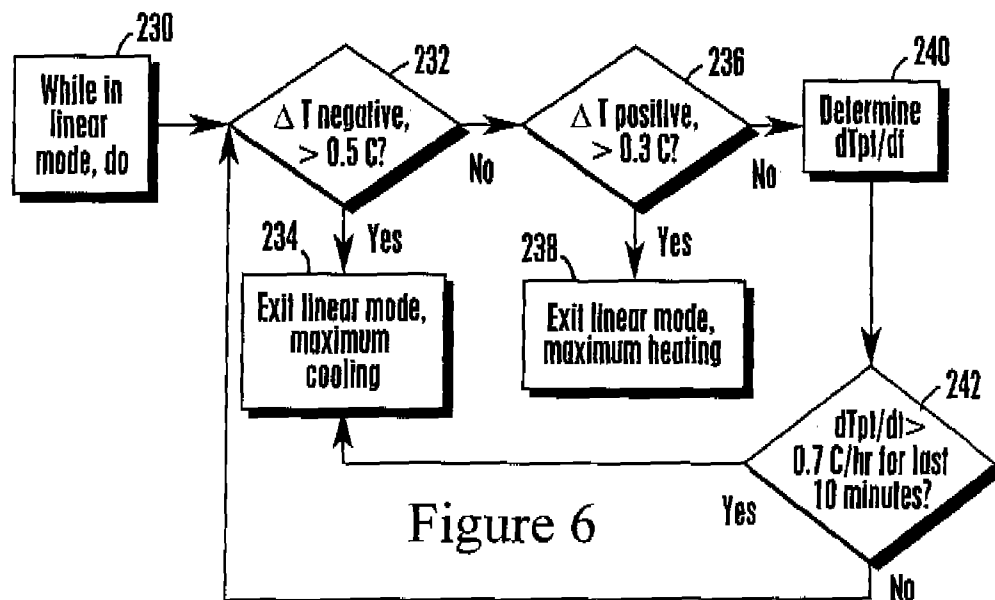 230
While in
linear
mode, do
232
Δ T negative,
> 0.5 C?
No
236
Δ T positive,
> 0.3 C?
No
240
Determine
dTpt/dt
234
Yes
Exit linear mode,
maximum
cooling
238
Yes
Exit linear mode,
maximum heating
242
dTpt/dt >
0.7 C/hr for last
10 minutes?
Yes
No
Figure 6